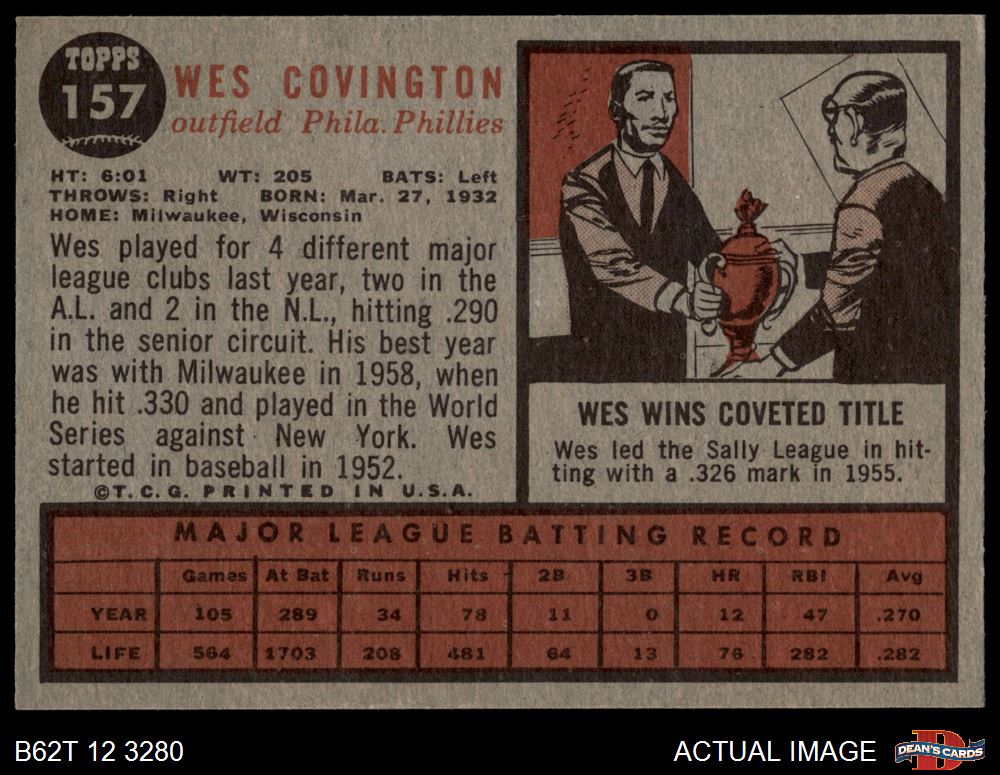 TOPPS
157
WES COVINGTON
outfield Phila. Phillies
HT: 6:01 WT: 205 BATS: Left
THROWS: Right BORN: Mar. 27, 1932
HOME: Milwaukee, Wisconsin
Wes played for 4 different major
league clubs last year, two in the
A.L. and 2 in the N.L., hitting .290
in the senior circuit. His best year
was with Milwaukee in 1958, when
he hit .330 and played in the World
Series against New York. Wes
started in baseball in 1952.
©T.C.G. PRINTED IN U.S.A.
WES WINS COVETED TITLE
Wes led the Sally League in hit-
ting with a .326 mark in 1955.
MAJOR LEAGUE BATTING RECORD
Games At Bat Runs Hits 2B 3B HR RBI Avg
YEAR 105 289 34 78 11 0 12 47 .270
LIFE 564 1703 208 481 64 13 76 282 .282
B62T 12 3280
ACTUAL IMAGE
D
DEAN'S CARDS